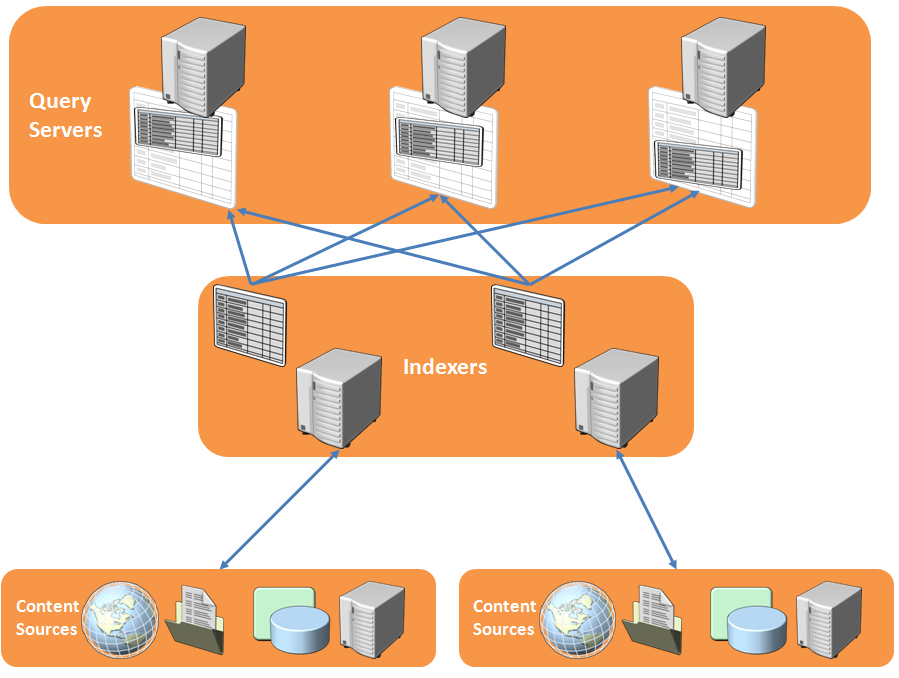 Query
Servers
Indexers
Content
Sources
Content
Sources